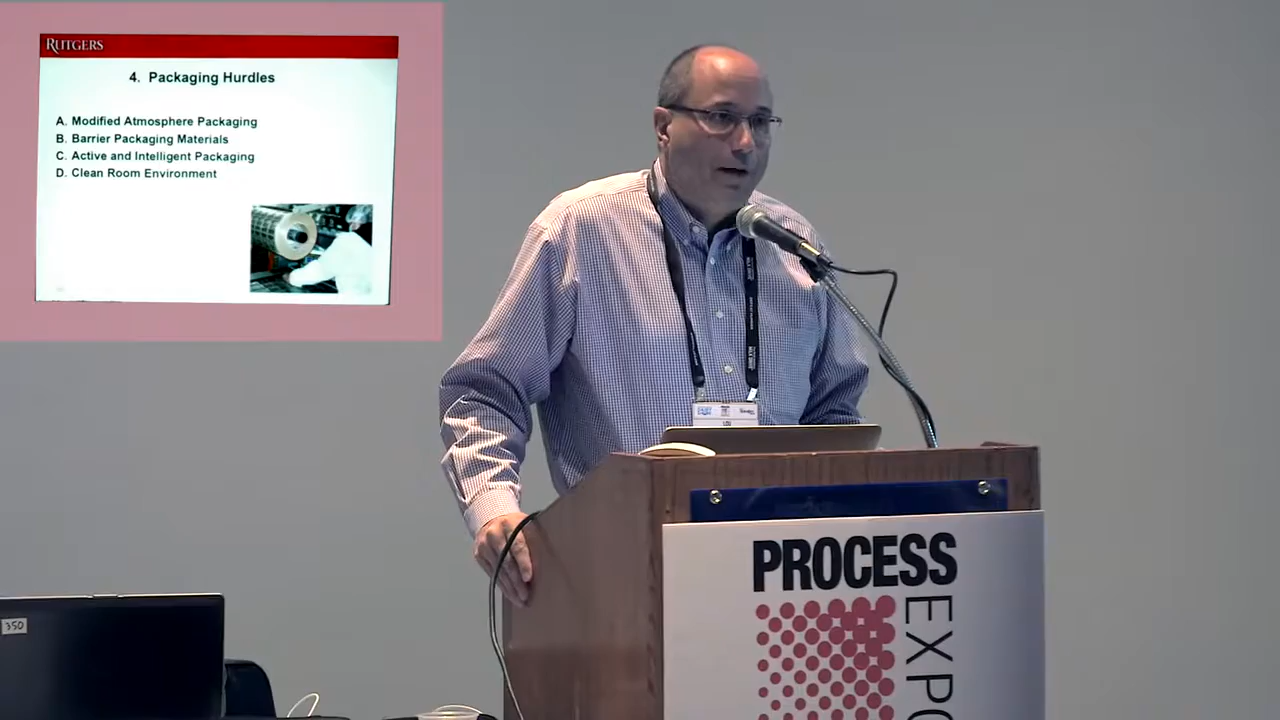 RUTGERS
4. Packaging Hurdles
A. Modified Atmosphere Packaging
B. Barrier Packaging Materials
C. Active and Intelligent Packaging
D. Clean Room Environment
350
PROCESS
EXPO